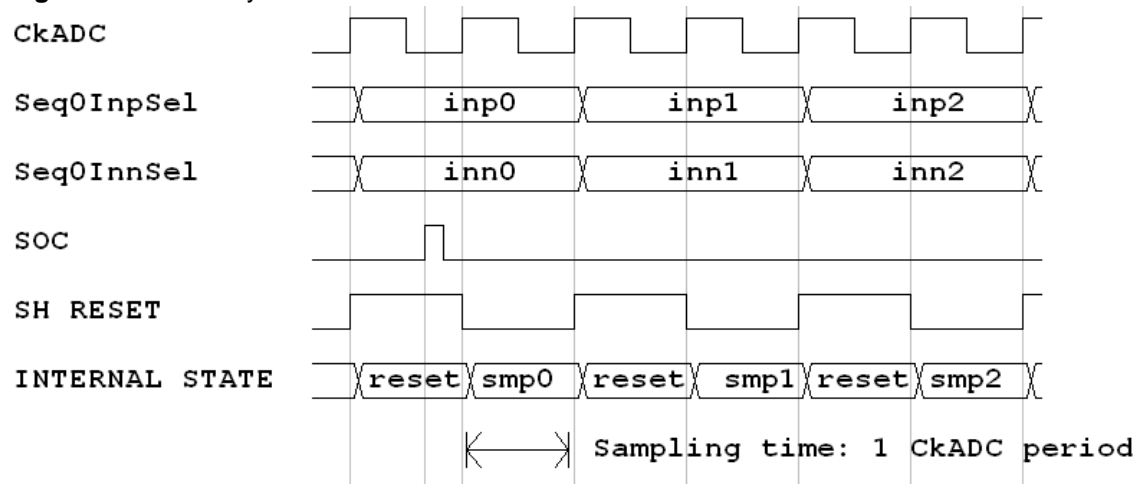 CkADC
Seq0InpSel inp0 inp1 inp2
Seq0InnSel inn0 inn1 inn2
SOC
SH RESET
INTERNAL STATE reset smp0 reset smp1 reset smp2
Sampling time: 1 CkADC period